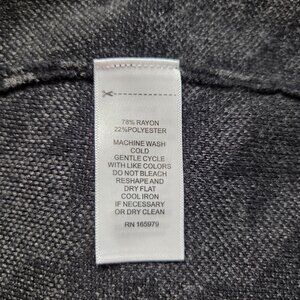 78% RAYON
22%POLYESTER
MACHINE WASH
COLD
GENTLE CYCLE
WITH LIKE COLORS
DO NOT BLEACH
RESHAPE AND
DRY FLAT
COOL IRON
IF NECESSARY
OR DRY CLEAN
RN 165979